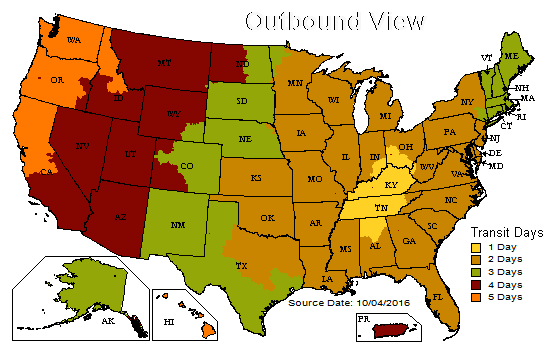 Outbound View
WA
MT
ND
MN
VT
ME
OR
ID
SD
WI
MI
NY
NH
MA
WY
RI
CT
NV
UT
NE
IA
IL
IN
OH
PA
NJ
CA
CO
KS
MO
KY
WV
VA
DE
MD
AZ
NM
OK
AR
TN
NC
TX
LA
MS
AL
GA
SC
FL
AK
HI
PR
Source Date: 10/04/2016
Transit Days
1 Day
2 Days
3 Days
4 Days
5 Days